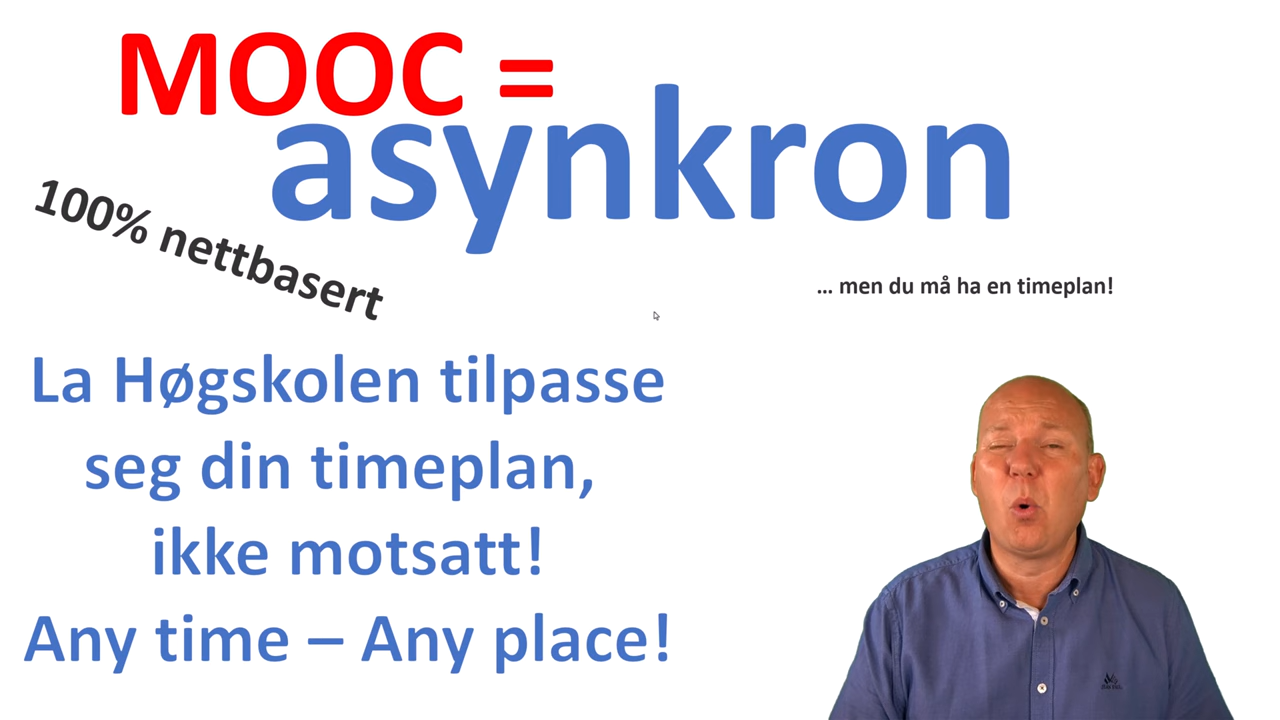 MOOC =
asynkron
100% nettbasert
… men du må ha en timeplan!
La Høgskolen tilpasse
seg din timeplan,
ikke motsatt!
Any time – Any place!